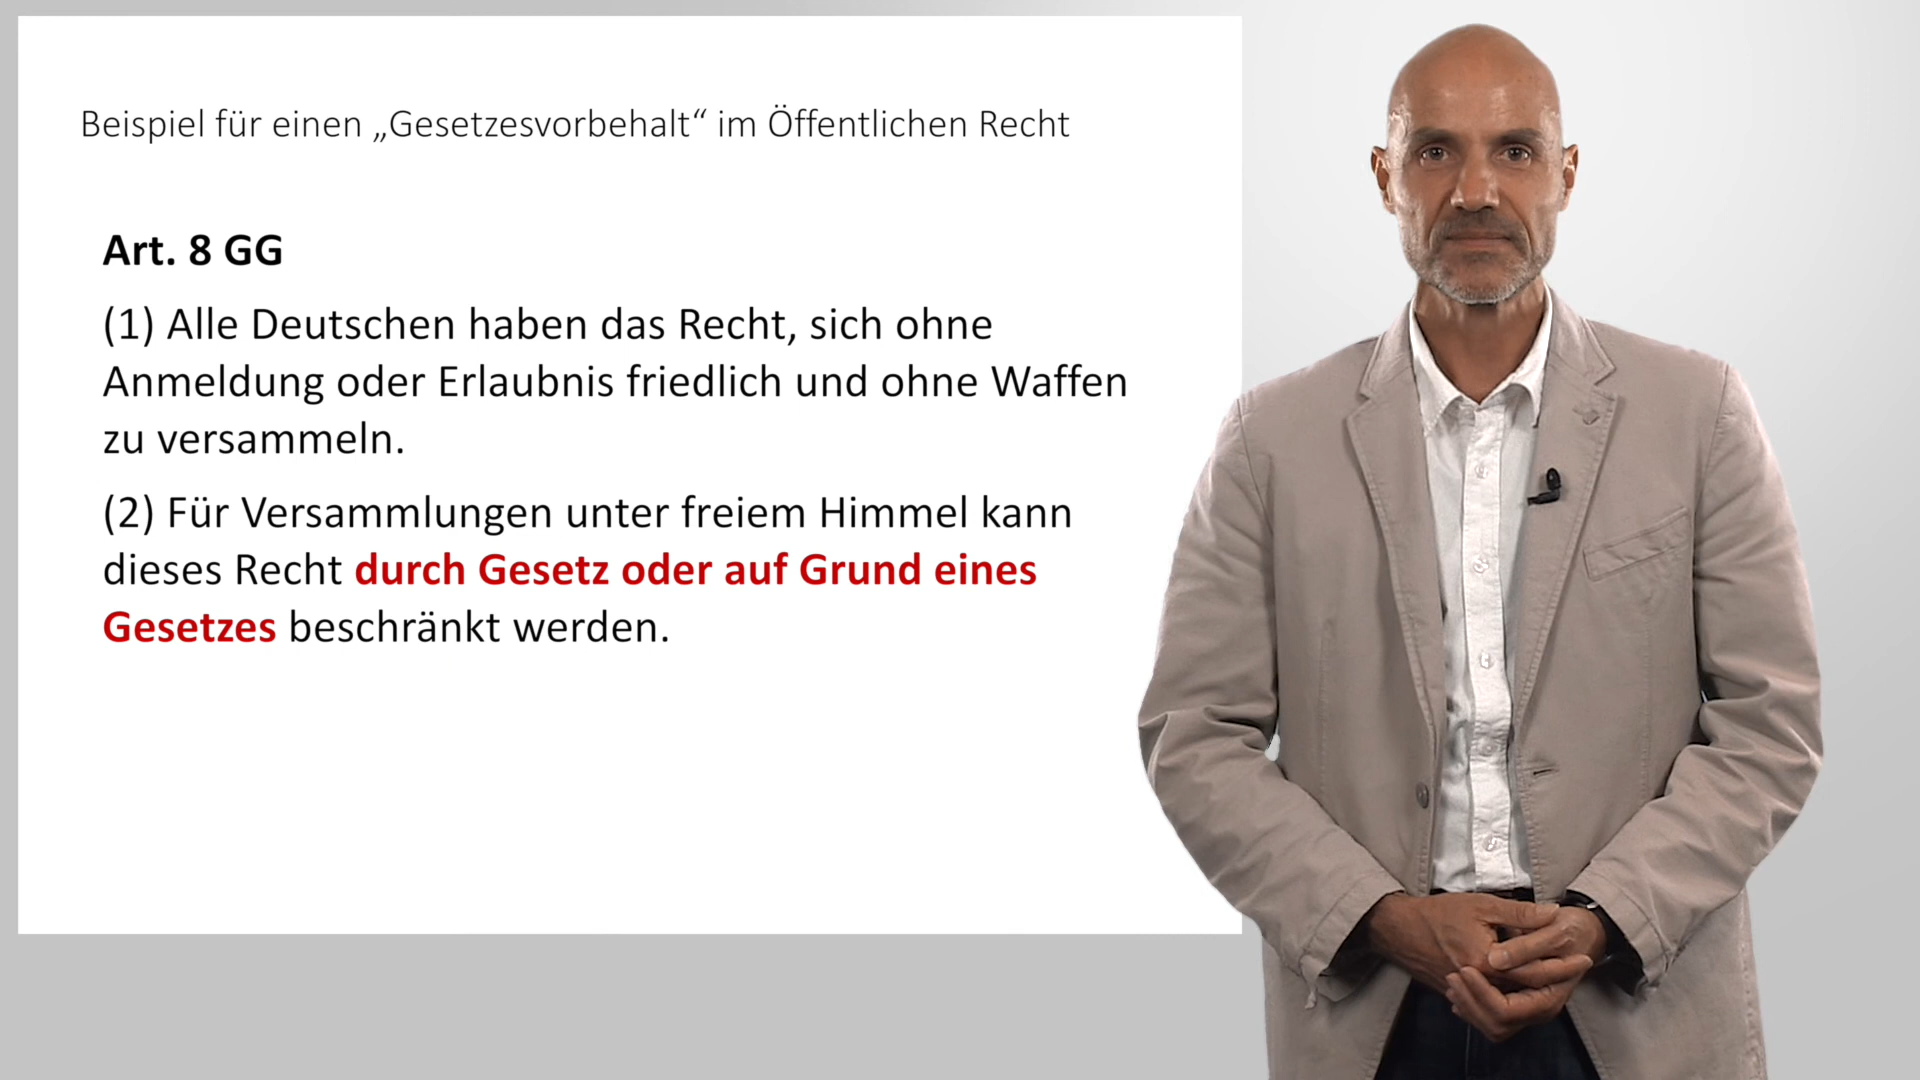 Beispiel für einen „Gesetzesvorbehalt“ im Öffentlichen Recht
Art. 8 GG
(1) Alle Deutschen haben das Recht, sich ohne
Anmeldung oder Erlaubnis friedlich und ohne Waffen
zu versammeln.
(2) Für Versammlungen unter freiem Himmel kann
dieses Recht durch Gesetz oder auf Grund eines
Gesetzes beschränkt werden.